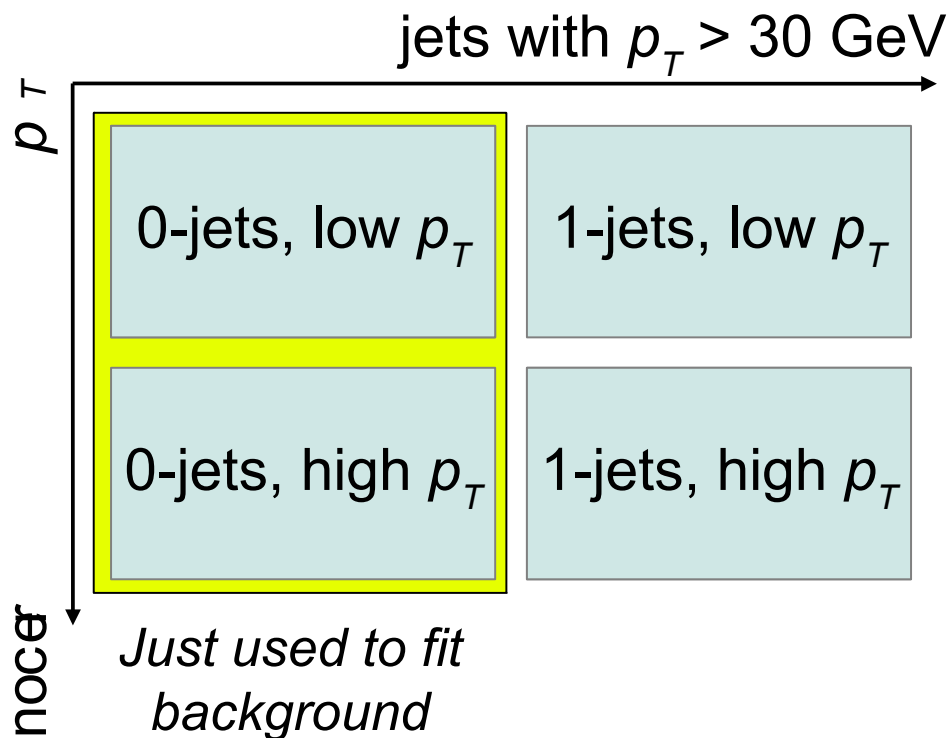 jets with p_T > 30 GeV
p_T
0-jets, low p_T
1-jets, low p_T
0-jets, high p_T
1-jets, high p_T
Just used to fit
background